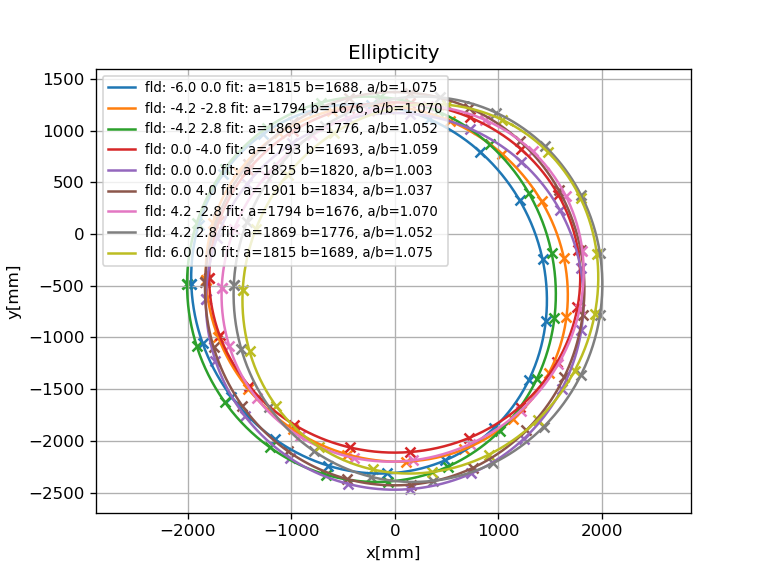 Ellipticity
fld: -6.0 0.0 fit: a=1815 b=1688, a/b=1.075
fld: -4.2 -2.8 fit: a=1794 b=1676, a/b=1.070
fld: -4.2 2.8 fit: a=1869 b=1776, a/b=1.052
fld: 0.0 -4.0 fit: a=1793 b=1693, a/b=1.059
fld: 0.0 0.0 fit: a=1825 b=1820, a/b=1.003
fld: 0.0 4.0 fit: a=1901 b=1834, a/b=1.037
fld: 4.2 -2.8 fit: a=1794 b=1676, a/b=1.070
fld: 4.2 2.8 fit: a=1869 b=1776, a/b=1.052
fld: 6.0 0.0 fit: a=1815 b=1689, a/b=1.075
y[mm]
1500
1000
500
0
−500
−1000
−1500
−2000
−2500
−2000 −1000 0 1000 2000
x[mm]